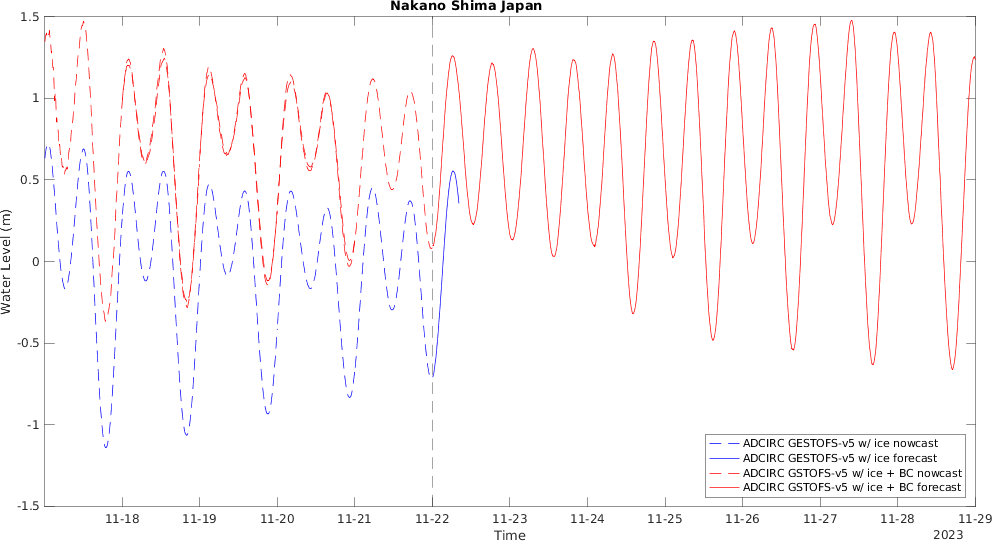 Nakano Shima Japan
Water Level (m)
1.5
1
0.5
0
-0.5
-1
-1.5
ADCIRC GESTOFS-v5 w/ ice nowcast
ADCIRC GESTOFS-v5 w/ ice forecast
ADCIRC GSTOFS-v5 w/ ice + BC nowcast
ADCIRC GSTOFS-v5 w/ ice + BC forecast
11-18 11-19 11-20 11-21 11-22 11-23 11-24 11-25 11-26 11-27 11-28 11-29
Time
2023